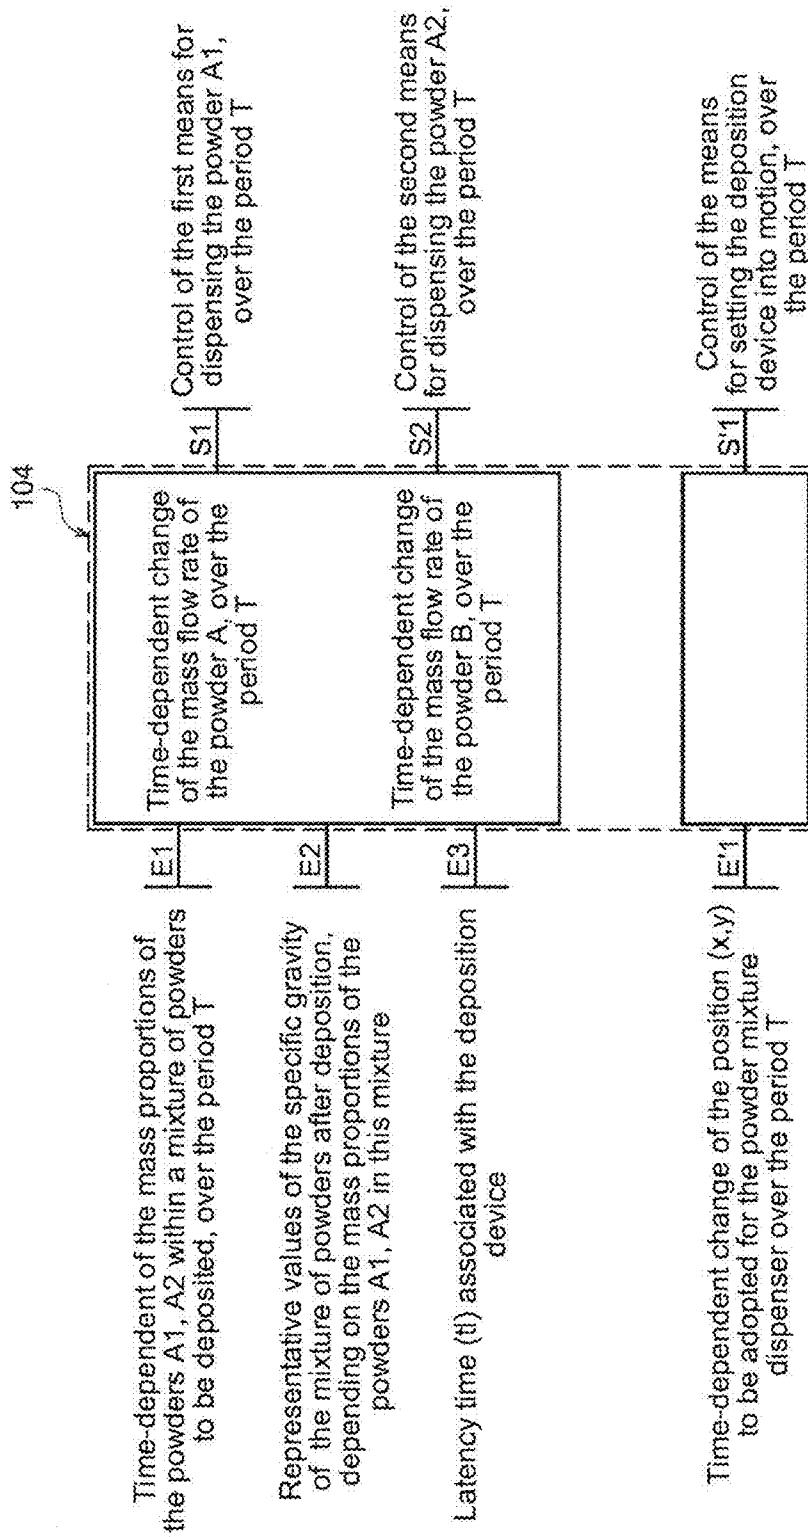 104
Time-dependent of the mass proportions of
the powders A1, A2 within a mixture of powders
to be deposited, over the period T
E1
Representative values of the specific gravity
of the mixture of powders after deposition,
depending on the mass proportions of the
powders A1, A2 in this mixture
E2
Latency time (tl) associated with the deposition
device
E3
Time-dependent change
of the mass flow rate of
the powder A, over the
period T
Time-dependent change
of the mass flow rate of
the powder B, over the
period T
S1
Control of the first means for
dispensing the powder A1,
over the period T
S2
Control of the second means
for dispensing the powder A2,
over the period T
Time-dependent change of the position (x,y)
to be adopted for the powder mixture
dispenser over the period T
E'1
S'1
Control of the means
for setting the deposition
device into motion, over
the period T